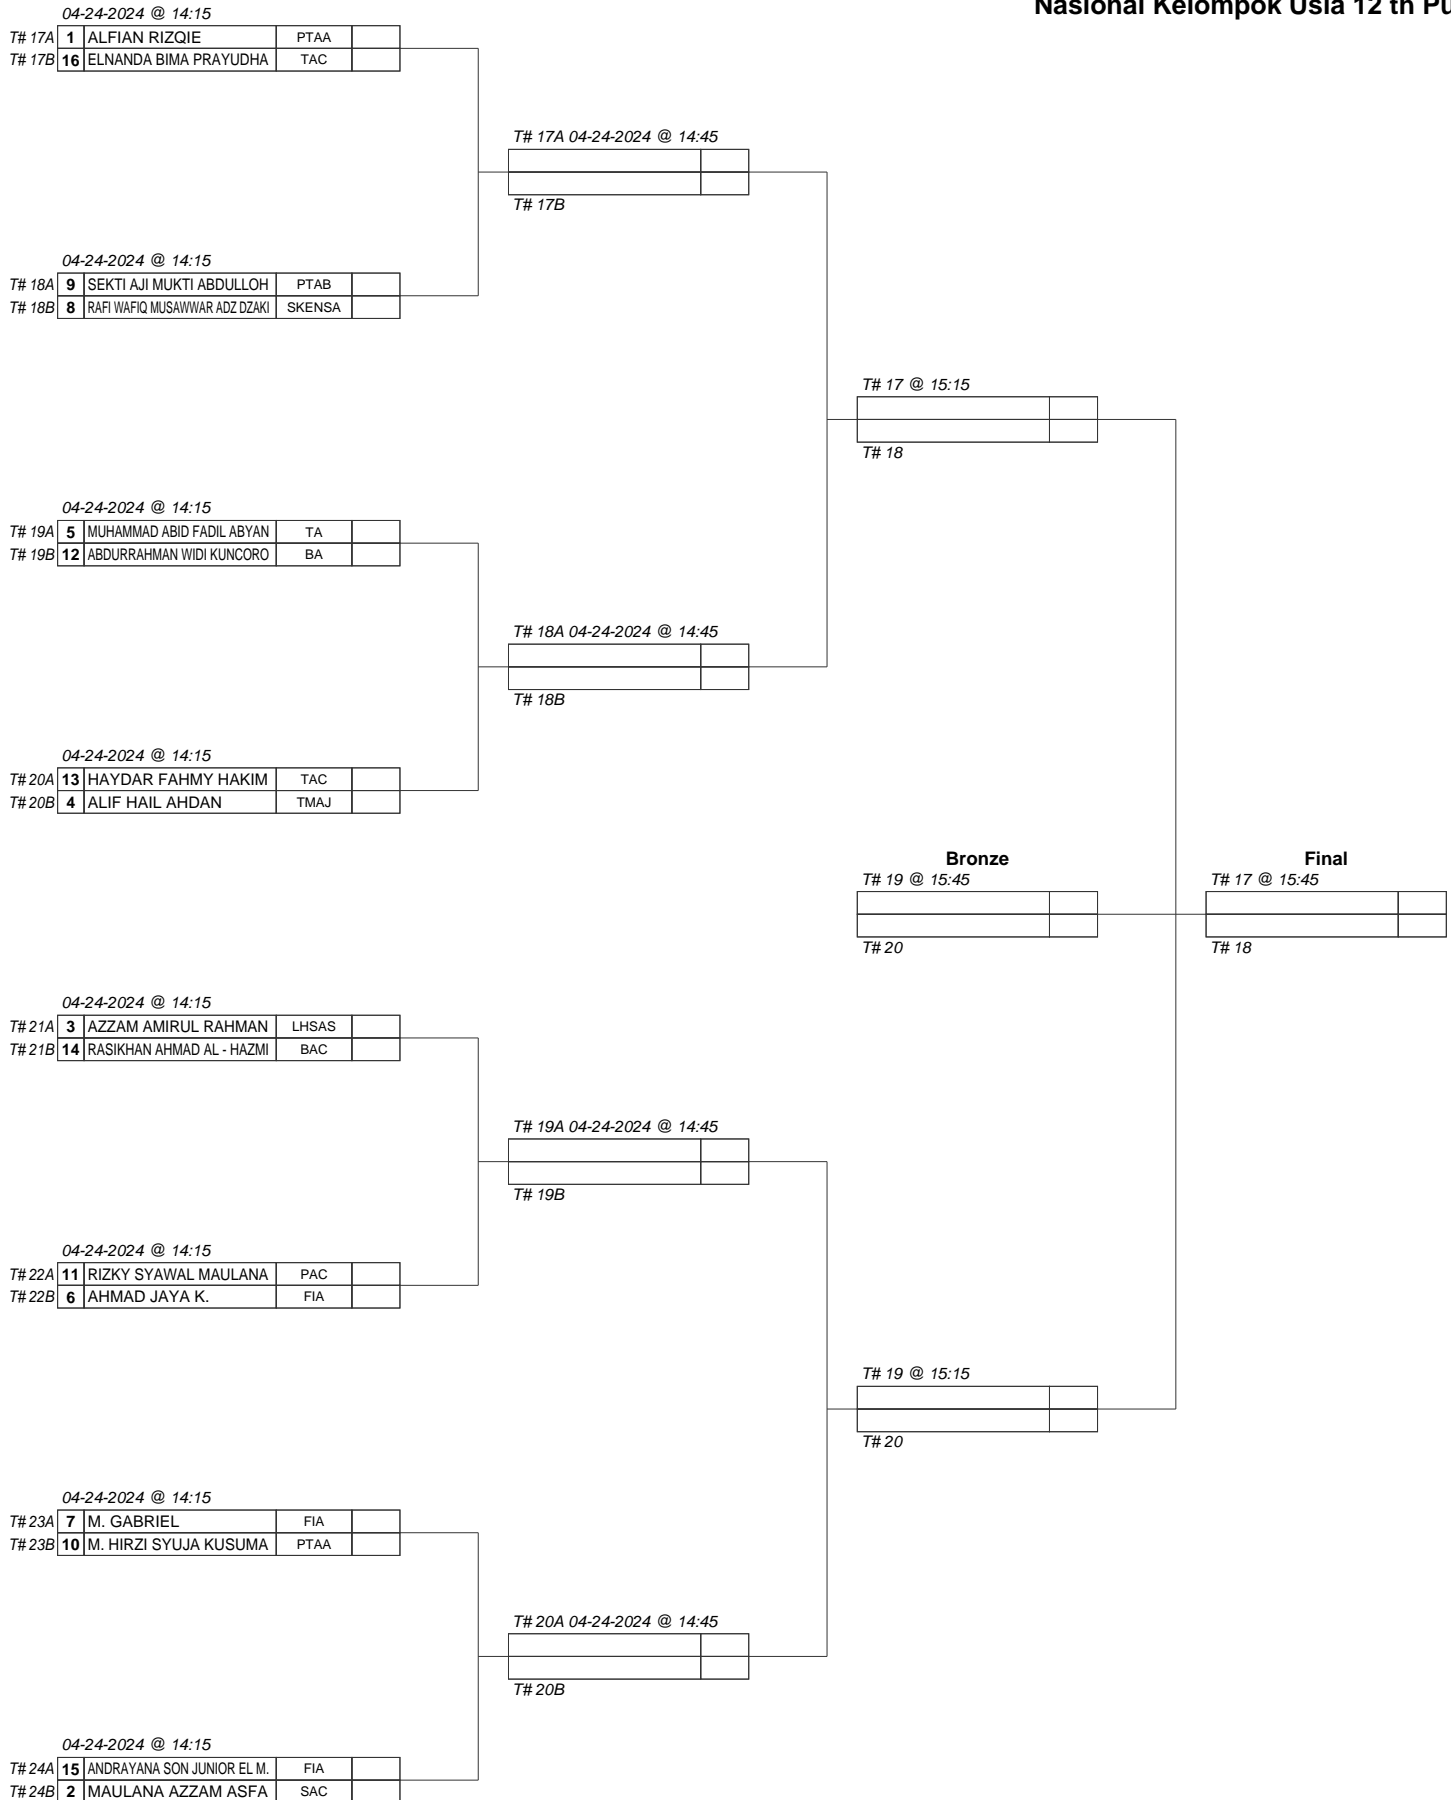 Nasional Kelompok Usia 12 th Pu
04-24-2024 @ 14:15
T# 17A 1 ALFIAN RIZQIE PTAA
T# 17B 16 ELNANDA BIMA PRAYUDHA TAC
T# 17A 04-24-2024 @ 14:45
T# 17B
04-24-2024 @ 14:15
T# 18A 9 SEKTI AJI MUKTI ABDULLOH PTAB
T# 18B 8 RAFI WAFIQ MUSAWWAR ADZ DZAKI SKENSA
T# 17 @ 15:15
T# 18
04-24-2024 @ 14:15
T# 19A 5 MUHAMMAD ABID FADIL ABYAN TA
T# 19B 12 ABDURRAHMAN WIDI KUNCORO BA
T# 18A 04-24-2024 @ 14:45
T# 18B
04-24-2024 @ 14:15
T# 20A 13 HAYDAR FAHMY HAKIM TAC
T# 20B 4 ALIF HAIL AHDAN TMAJ
Bronze Final
T# 19 @ 15:45 T# 17 @ 15:45
T# 20 T# 18
04-24-2024 @ 14:15
T# 21A 3 AZZAM AMIRUL RAHMAN LHSAS
T# 21B 14 RASIKHAN AHMAD AL - HAZMI BAC
T# 19A 04-24-2024 @ 14:45
T# 19B
04-24-2024 @ 14:15
T# 22A 11 RIZKY SYAWAL MAULANA PAC
T# 22B 6 AHMAD JAYA K. FIA
T# 19 @ 15:15
T# 20
04-24-2024 @ 14:15
T# 23A 7 M. GABRIEL FIA
T# 23B 10 M. HIRZI SYUJA KUSUMA PTAA
T# 20A 04-24-2024 @ 14:45
T# 20B
04-24-2024 @ 14:15
T# 24A 15 ANDRAYANA SON JUNIOR EL M. FIA
T# 24B 2 MAULANA AZZAM ASFA SAC